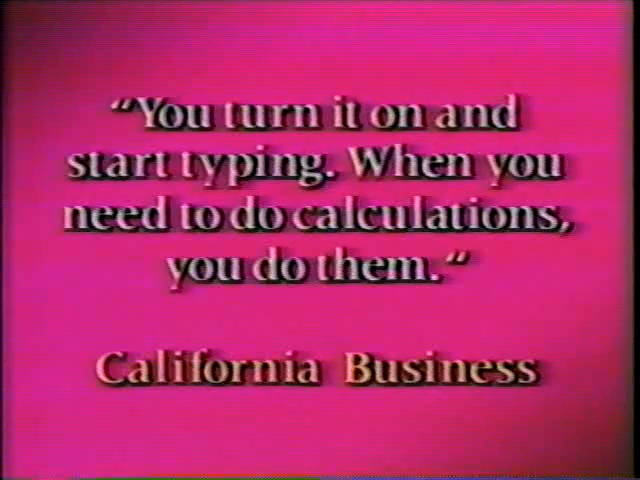 “You turn it on and
start typing. When you
need to do calculations,
you do them.“
California Business